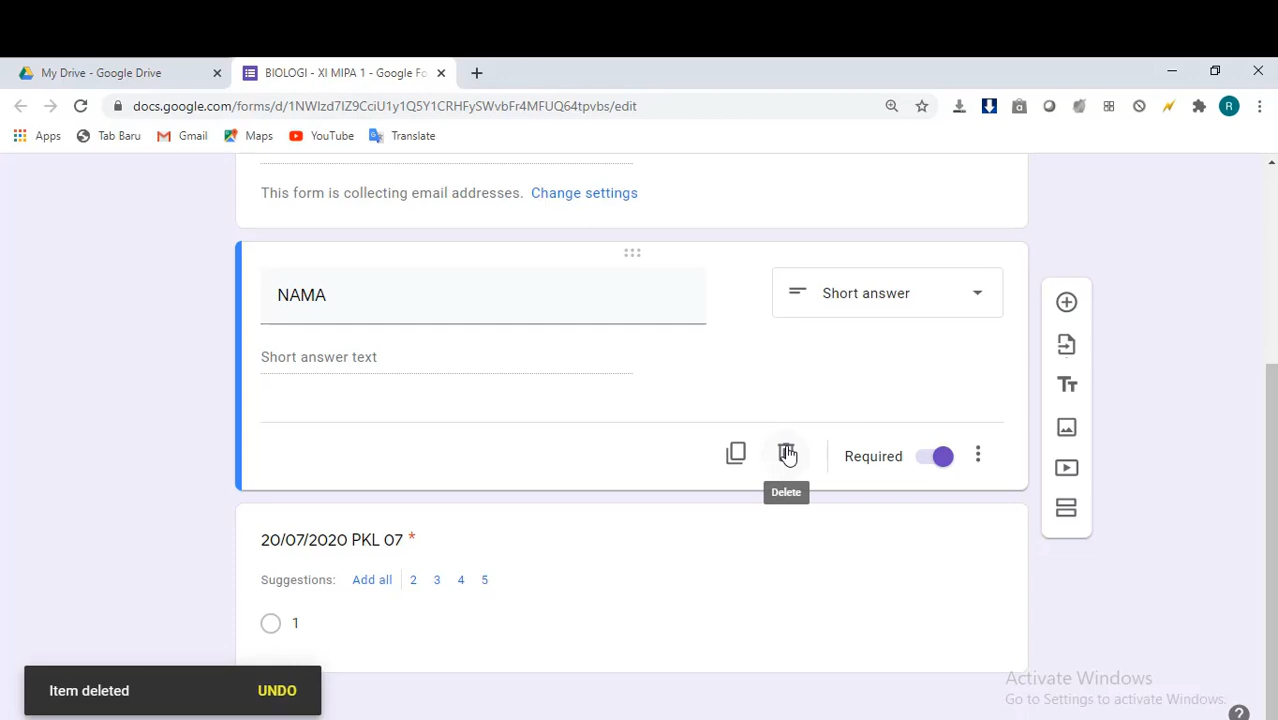 My Drive - Google Drive
BIOLOGI - XI MIPA 1 - Google Fo
docs.google.com/forms/d/1NWIzd7IZ9CciU1y1Q5Y1CRHFySWvbFr4MFUQ64tpvbs/edit
R
Apps
Tab Baru
Gmail
Maps
YouTube
Translate
This form is collecting email addresses. Change settings
NAMA
Short answer
Short answer text
Required
Delete
20/07/2020 PKL 07 *
Suggestions: Add all 2 3 4 5
1
Item deleted UNDO
Activate Windows
Go to Settings to activate Windows.